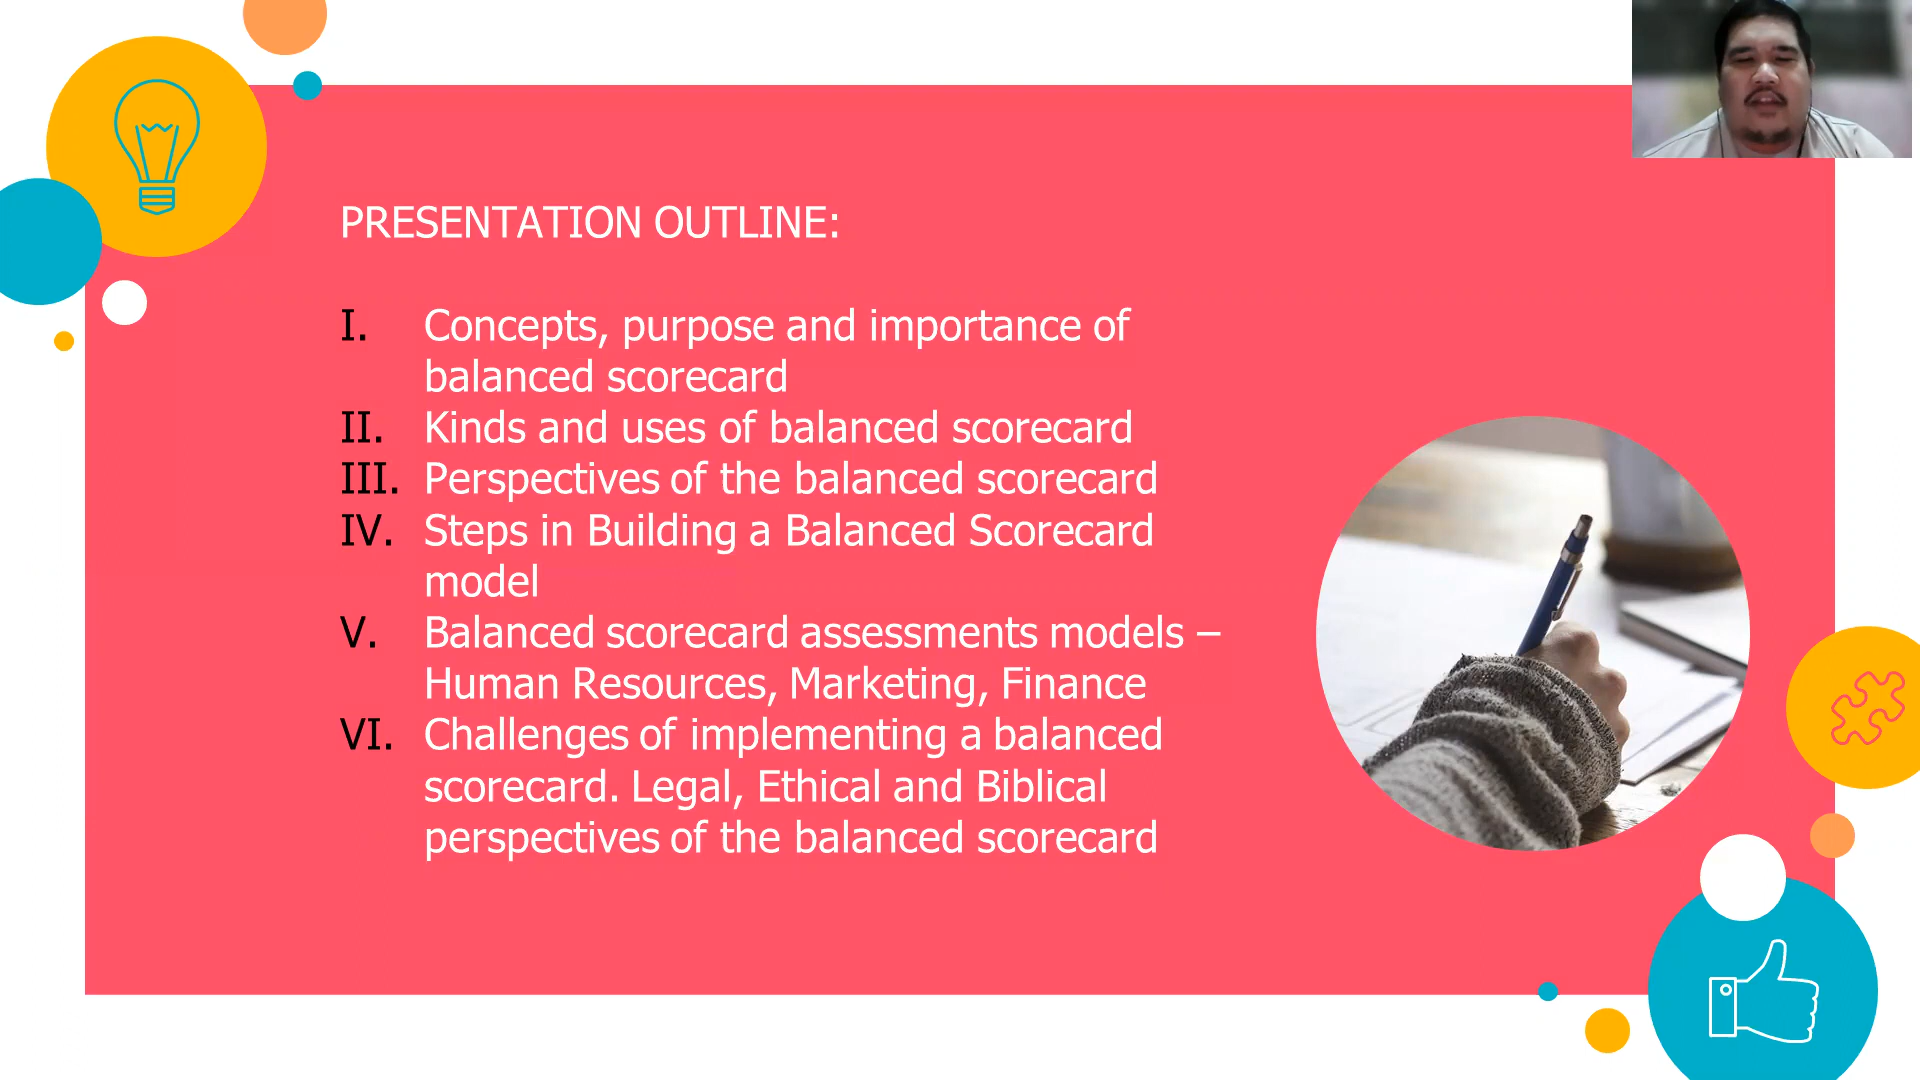 PRESENTATION OUTLINE:
I. Concepts, purpose and importance of
balanced scorecard
II. Kinds and uses of balanced scorecard
III. Perspectives of the balanced scorecard
IV. Steps in Building a Balanced Scorecard
model
V. Balanced scorecard assessments models –
Human Resources, Marketing, Finance
VI. Challenges of implementing a balanced
scorecard. Legal, Ethical and Biblical
perspectives of the balanced scorecard